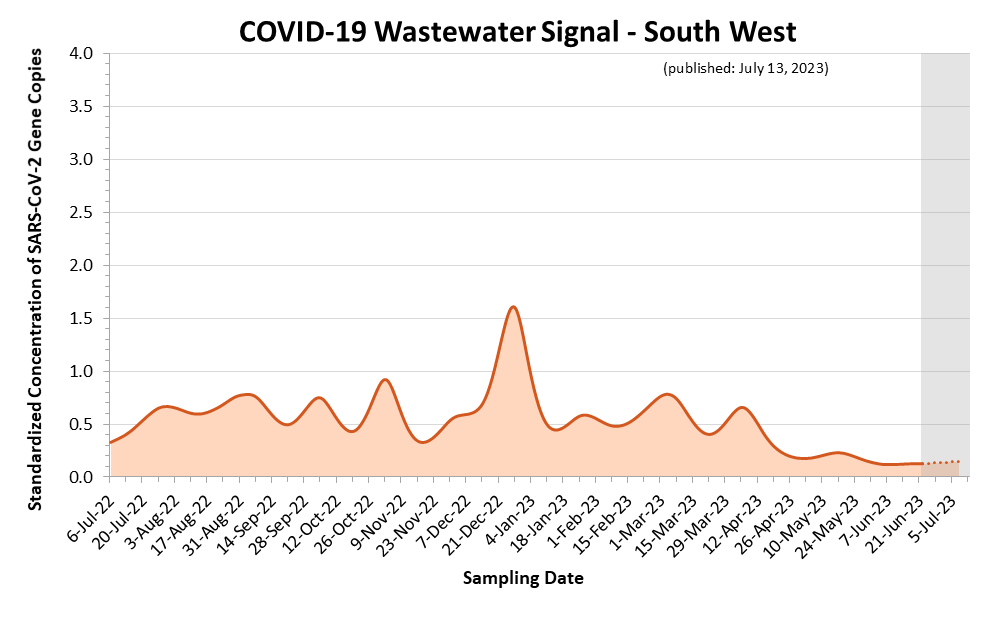 COVID-19 Wastewater Signal - South West
(published: July 13, 2023)
Standardized Concentration of SARS-CoV-2 Gene Copies
4.0
3.5
3.0
2.5
2.0
1.5
1.0
0.5
0.0
6-Jul-22
20-Jul-22
3-Aug-22
17-Aug-22
31-Aug-22
14-Sep-22
28-Sep-22
12-Oct-22
26-Oct-22
9-Nov-22
23-Nov-22
7-Dec-22
21-Dec-22
4-Jan-23
18-Jan-23
1-Feb-23
15-Feb-23
1-Mar-23
15-Mar-23
29-Mar-23
12-Apr-23
26-Apr-23
10-May-23
24-May-23
7-Jun-23
21-Jun-23
5-Jul-23
Sampling Date